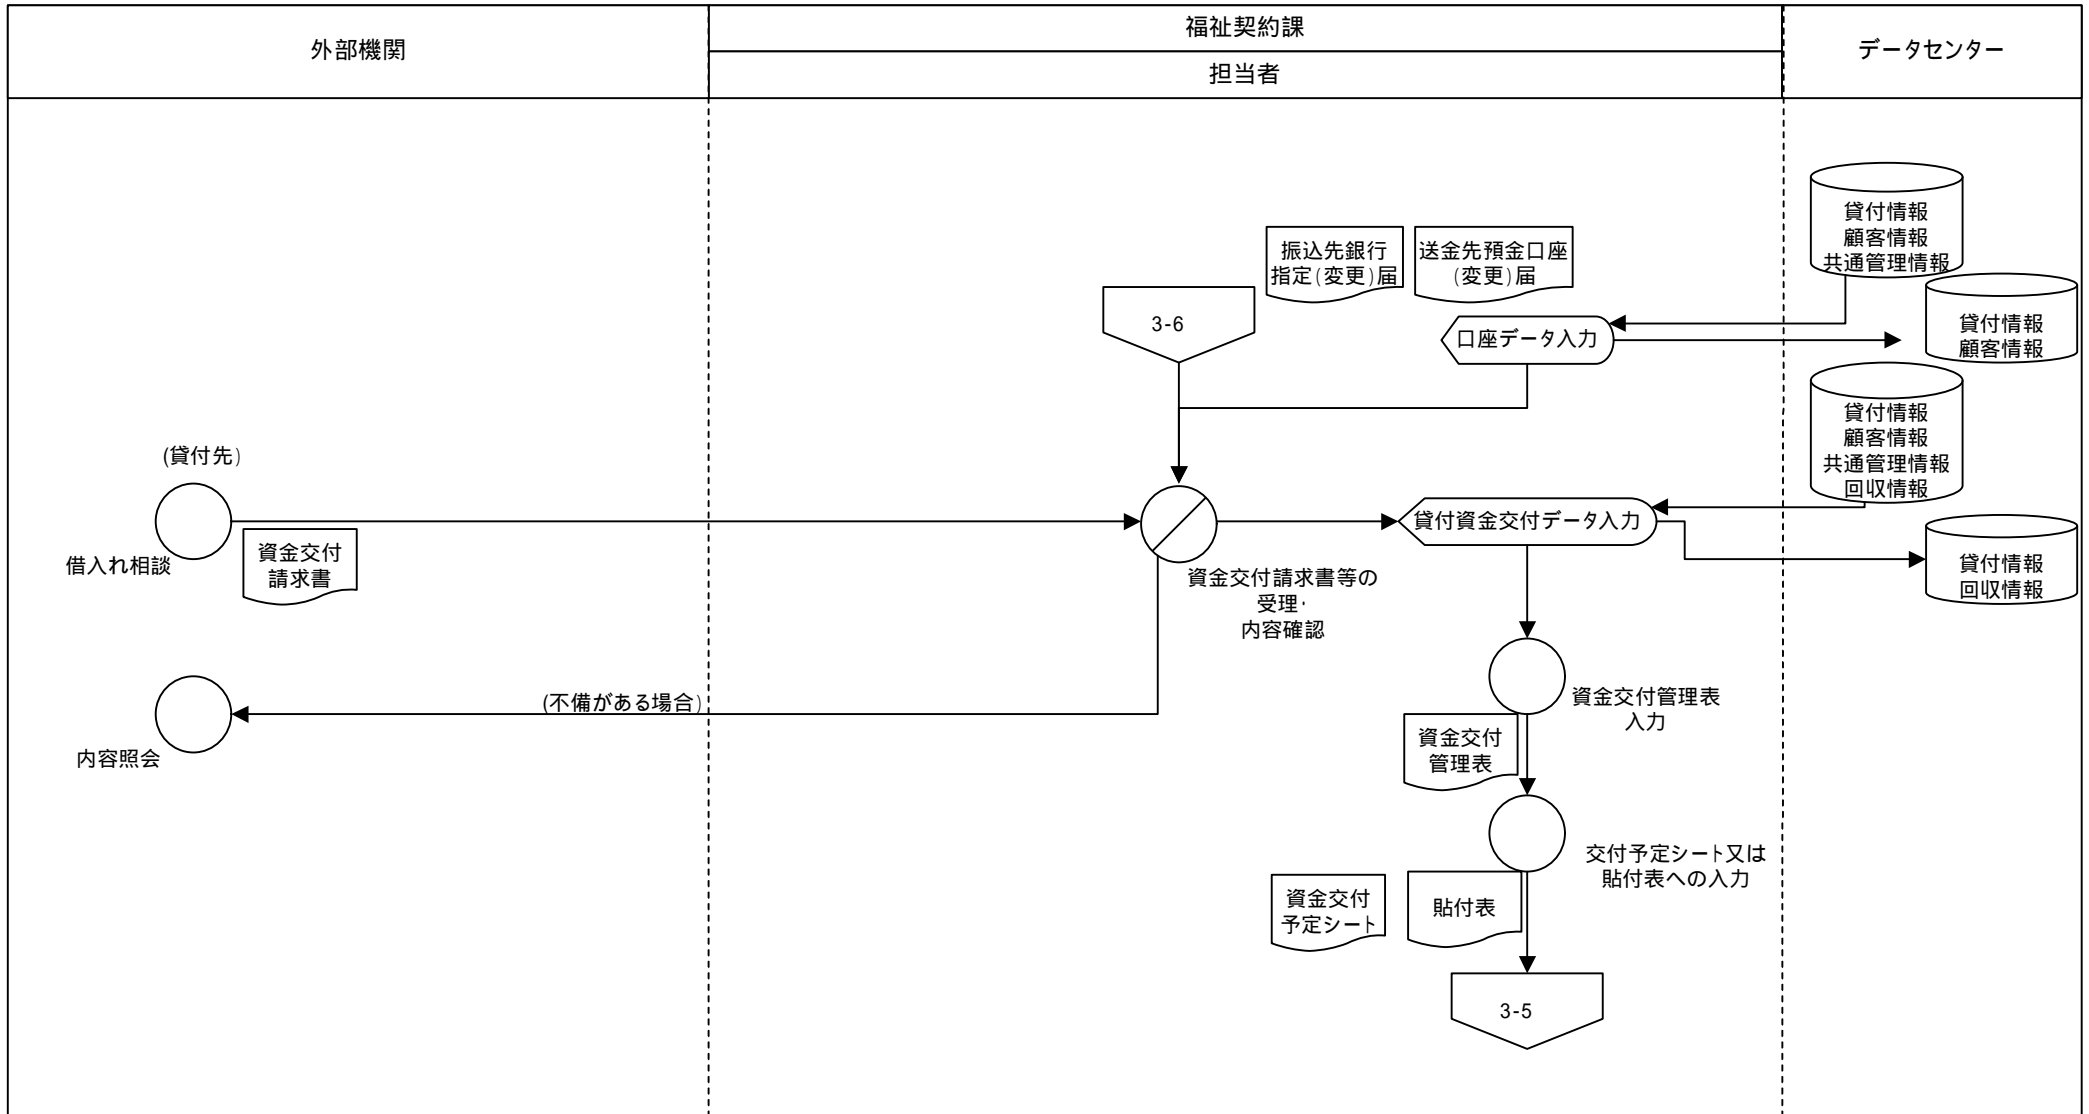 外部機関
福祉契約課
担当者
データセンター
貸付情報
顧客情報
共通管理情報
振込先銀行
指定(変更)届
送金先預金口座
(変更)届
3-6
口座データ入力
貸付情報
顧客情報
貸付情報
顧客情報
共通管理情報
回収情報
(貸付先)
借入れ相談
資金交付
請求書
資金交付請求書等の
受理・
内容確認
貸付資金交付データ入力
貸付情報
回収情報
(不備がある場合)
内容照会
資金交付管理表
入力
資金交付
管理表
交付予定シート又は
貼付表への入力
資金交付
予定シート
貼付表
3-5